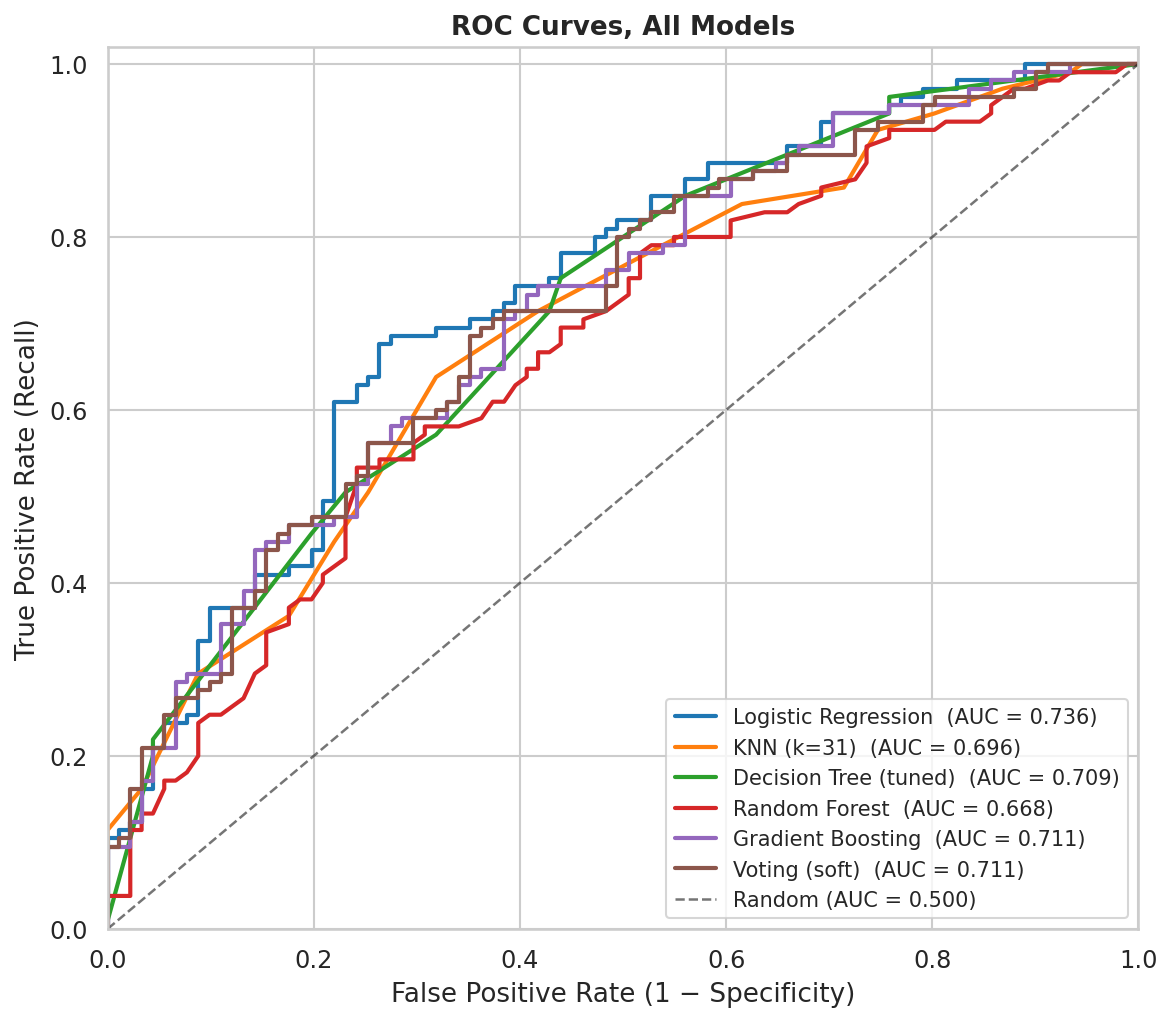 ROC Curves, All Models
1.0
0.8
0.6
0.4
0.2
0.0
True Positive Rate (Recall)
Logistic Regression (AUC = 0.736)
KNN (k=31) (AUC = 0.696)
Decision Tree (tuned) (AUC = 0.709)
Random Forest (AUC = 0.668)
Gradient Boosting (AUC = 0.711)
Voting (soft) (AUC = 0.711)
Random (AUC = 0.500)
0.0 0.2 0.4 0.6 0.8 1.0
False Positive Rate (1 − Specificity)